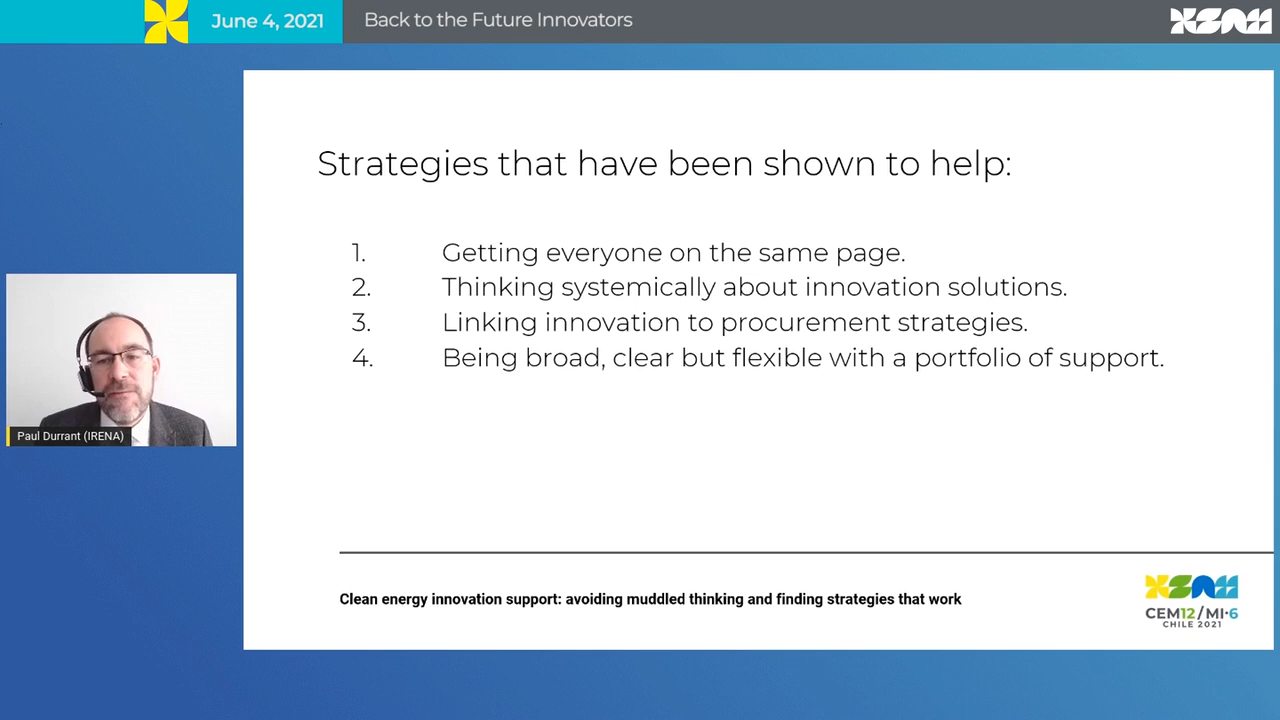 June 4, 2021
Back to the Future Innovators
Strategies that have been shown to help:
1. Getting everyone on the same page.
2. Thinking systemically about innovation solutions.
3. Linking innovation to procurement strategies.
4. Being broad, clear but flexible with a portfolio of support.
Paul Durrant (IRENA)
Clean energy innovation support: avoiding muddled thinking and finding strategies that work
CEM12/MI·6
CHILE 2021